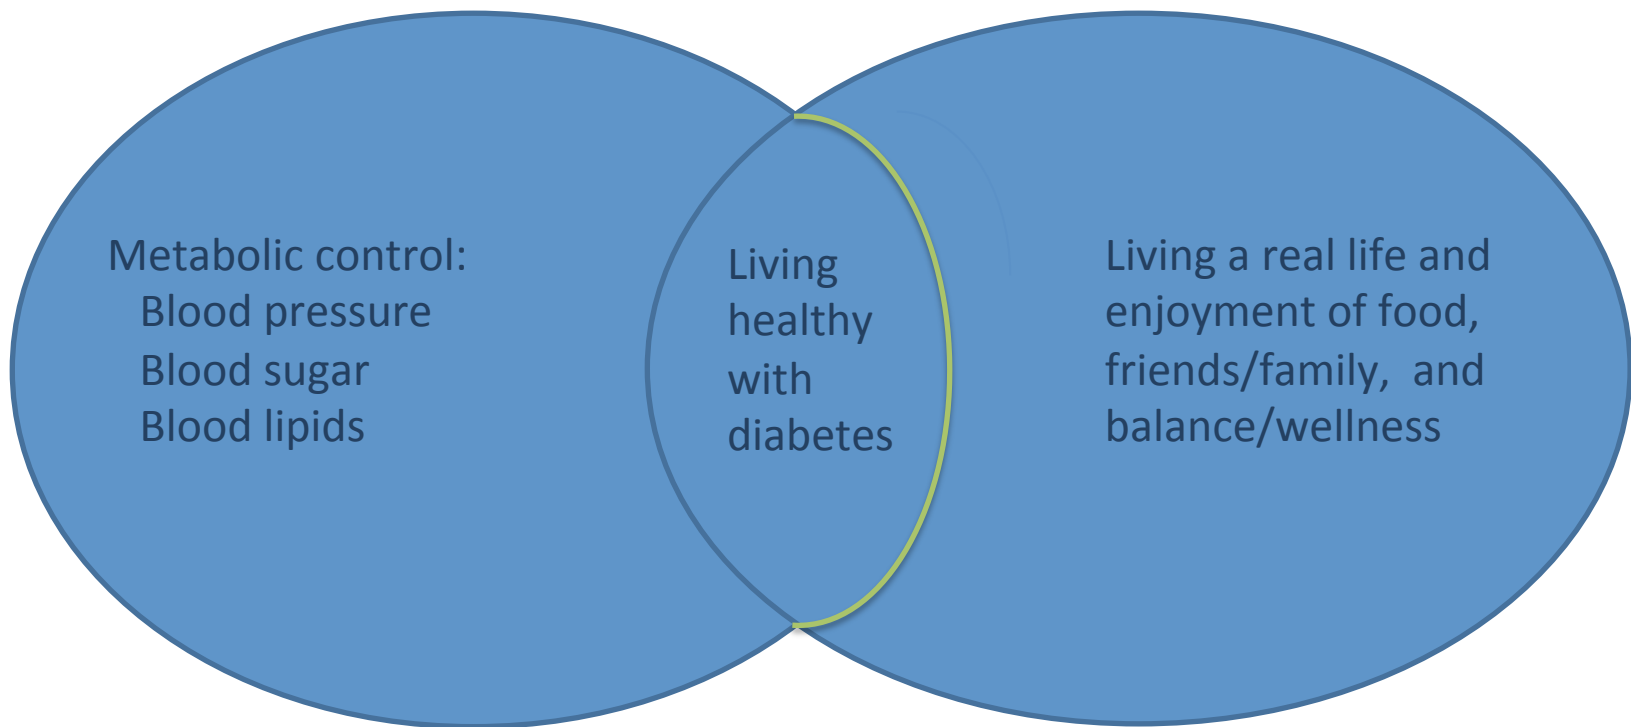 Metabolic control:
Blood pressure
Blood sugar
Blood lipids
Living
healthy
with
diabetes
Living a real life and
enjoyment of food,
friends/family, and
balance/wellness